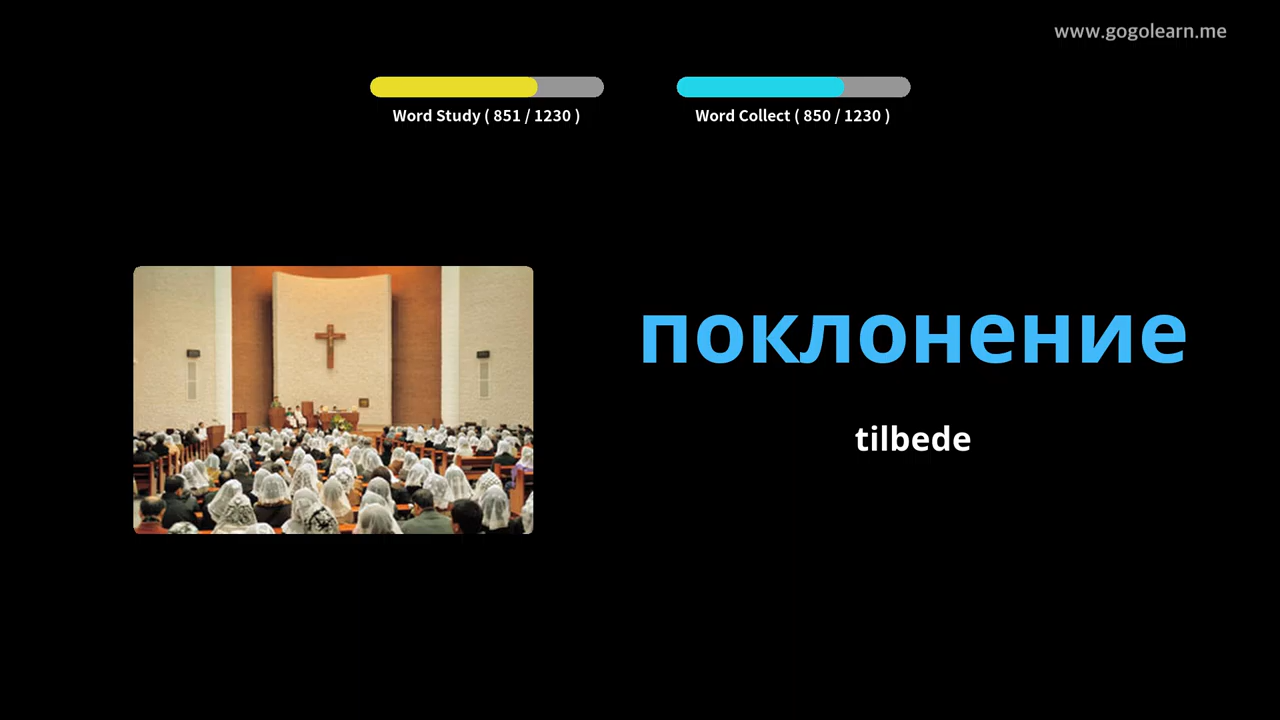 www.gogolearn.me
Word Study ( 851 / 1230 )
Word Collect ( 850 / 1230 )
поклонение
tilbede